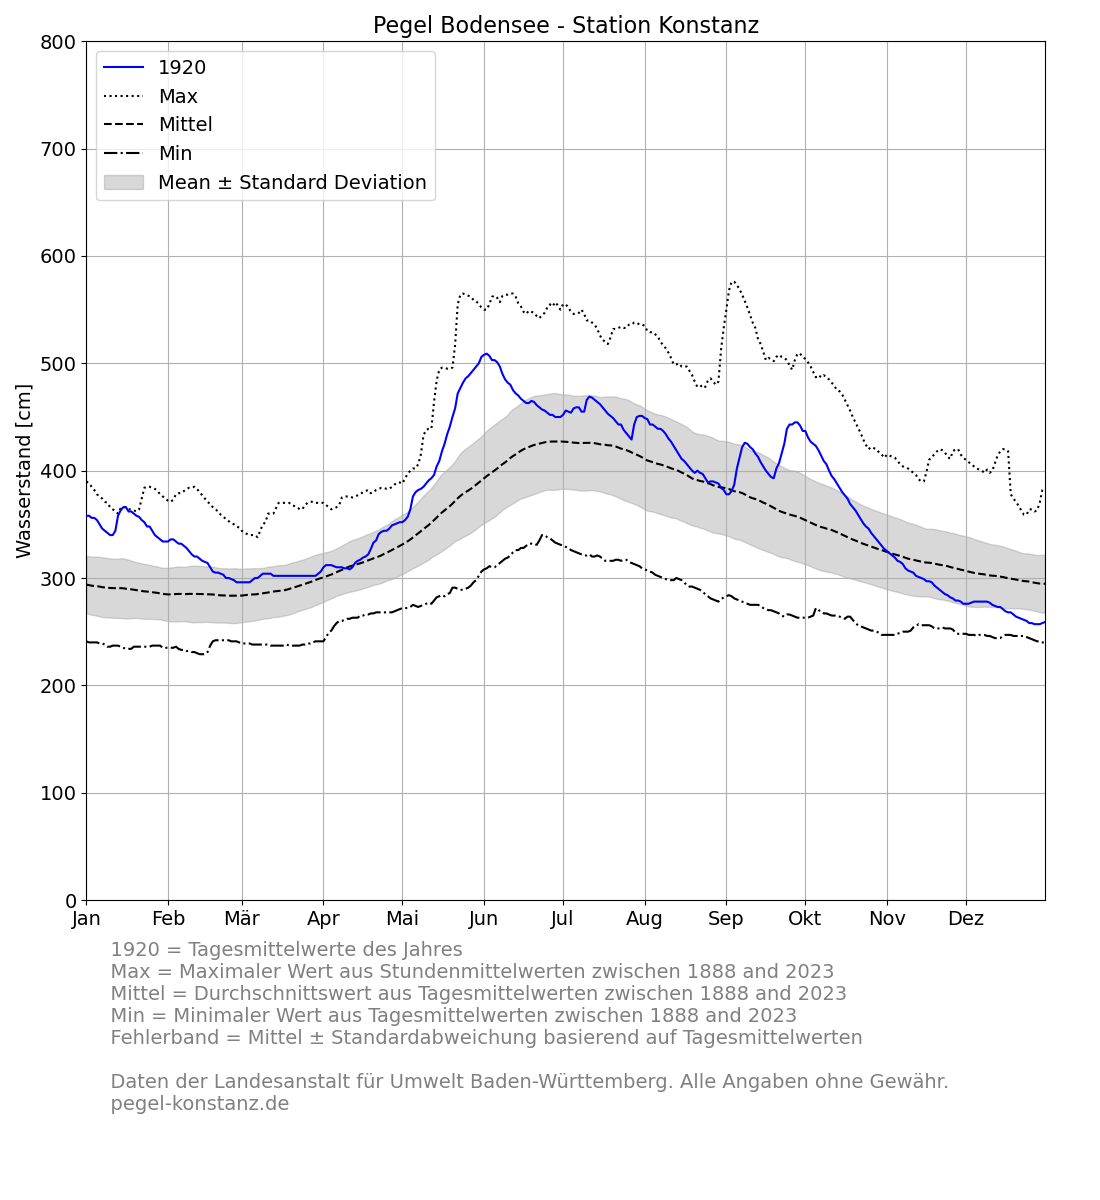 Pegel Bodensee - Station Konstanz
800
700
600
500
400
300
200
100
0
Wasserstand [cm]
1920
Max
Mittel
Min
Mean ± Standard Deviation
Jan Feb Mär Apr Mai Jun Jul Aug Sep Okt Nov Dez
1920 = Tagesmittelwerte des Jahres
Max = Maximaler Wert aus Stundenmittelwerten zwischen 1888 and 2023
Mittel = Durchschnittswert aus Tagesmittelwerten zwischen 1888 and 2023
Min = Minimaler Wert aus Tagesmittelwerten zwischen 1888 and 2023
Fehlerband = Mittel ± Standardabweichung basierend auf Tagesmittelwerten
Daten der Landesanstalt für Umwelt Baden-Württemberg. Alle Angaben ohne Gewähr.
pegel-konstanz.de